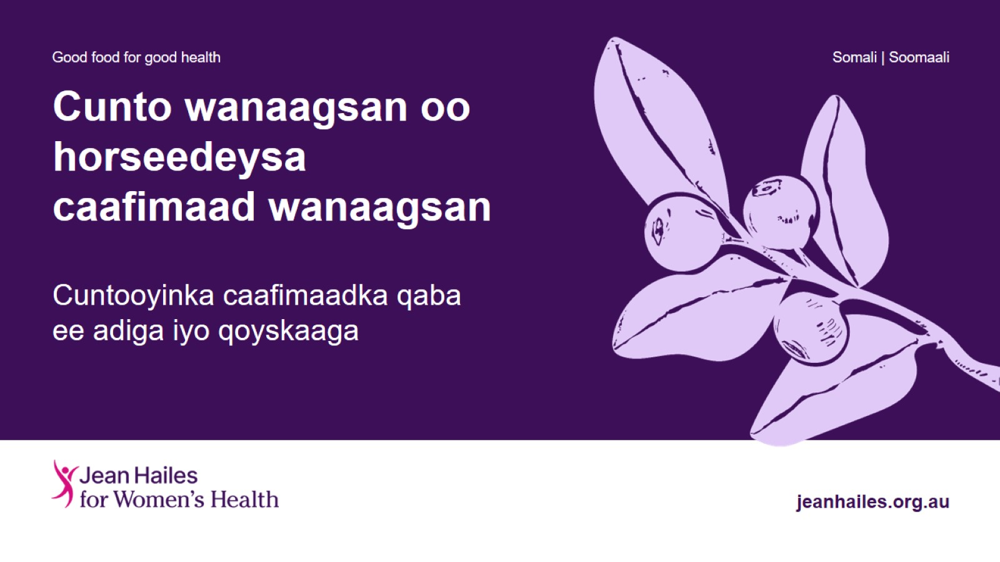 Good food for good health
Somali | Soomaali
Cunto wanaagsan oo
horseedeysa
caafimaad wanaagsan
Cuntooyinka caafimaadka qaba
ee adiga iyo qoyskaaga
Jean Hailes
for Women's Health
jeanhailes.org.au